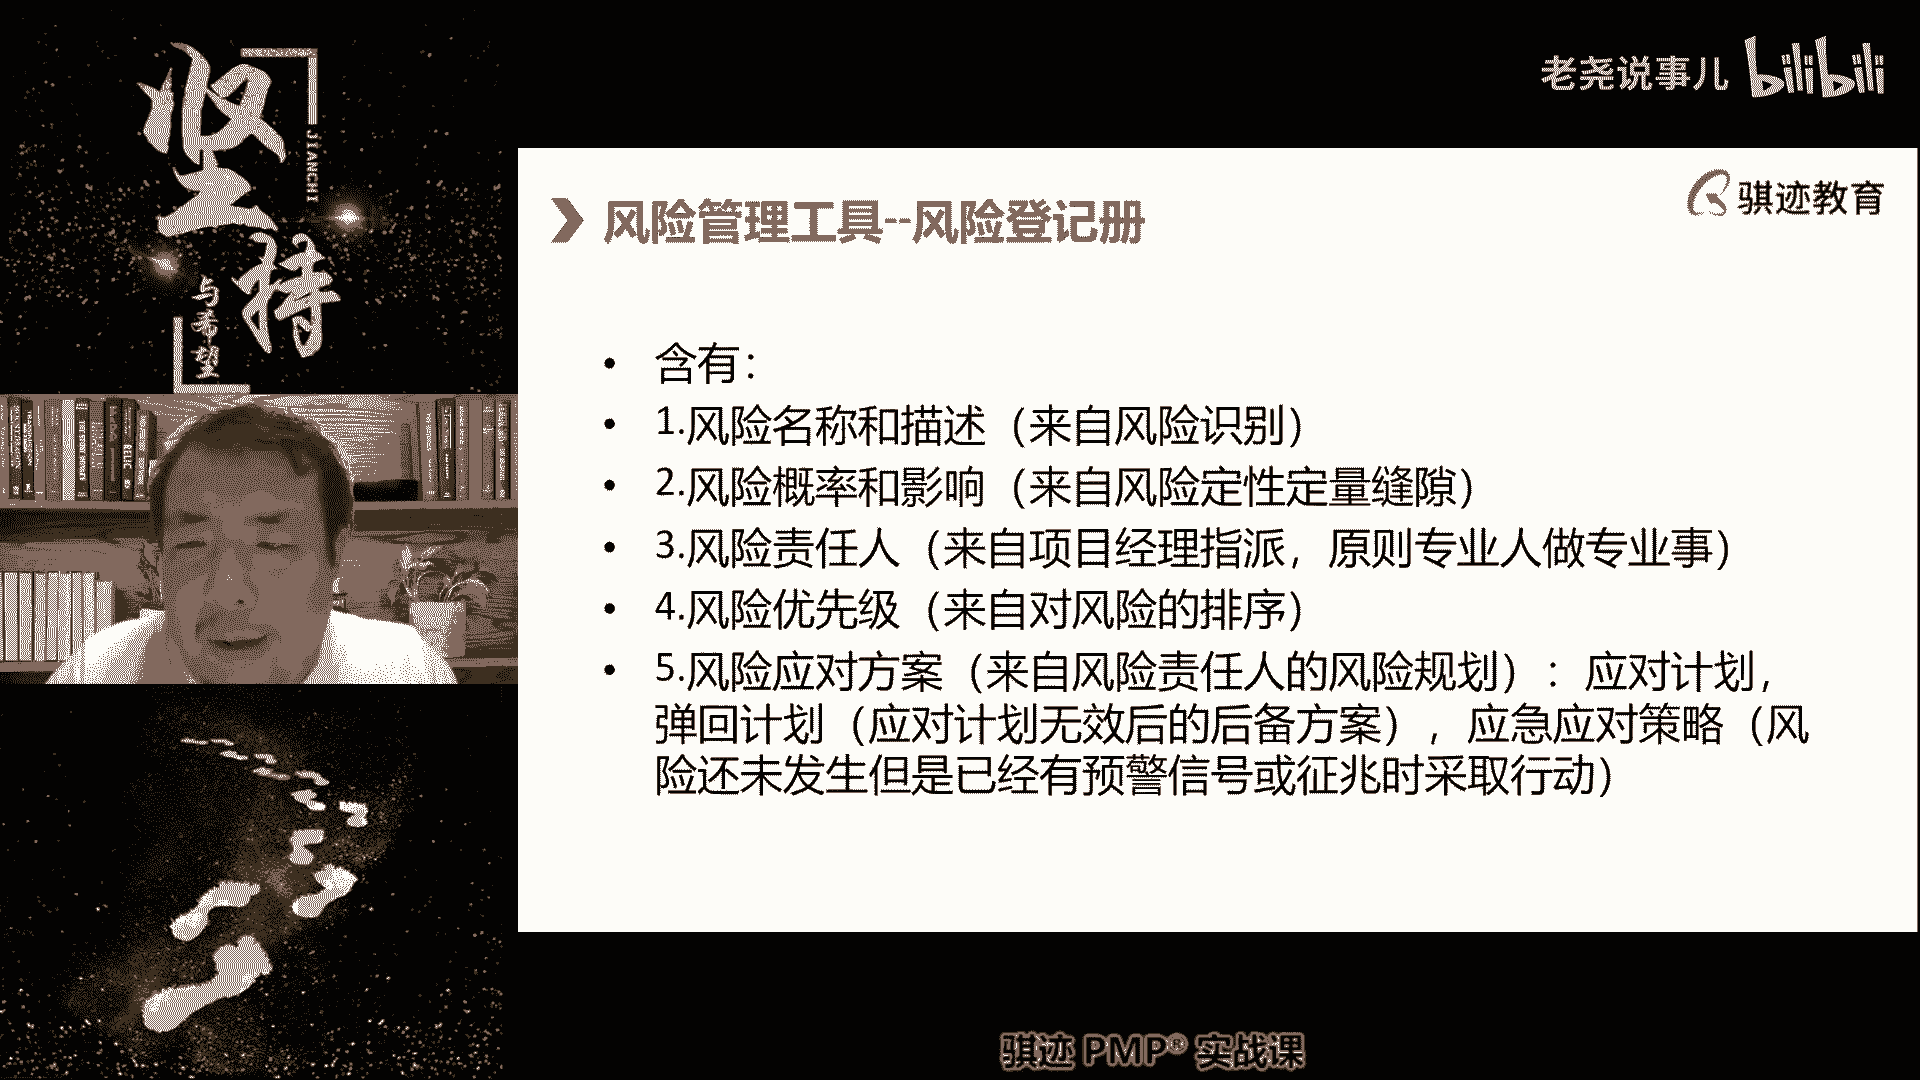 坚持
JIANCHI
与希望
老尧说事儿 bilibili
骐迹教育
风险管理工具--风险登记册
• 含有：
• 1.风险名称和描述（来自风险识别）
• 2.风险概率和影响（来自风险定性定量缝隙）
• 3.风险责任人（来自项目经理指派，原则专业人做专业事）
• 4.风险优先级（来自对风险的排序）
• 5.风险应对方案（来自风险责任人的风险规划）：应对计划，
弹回计划（应对计划无效后的后备方案），应急应对策略（风
险还未发生但是已经有预警信号或征兆时采取行动）
骐迹 PMP® 实战课